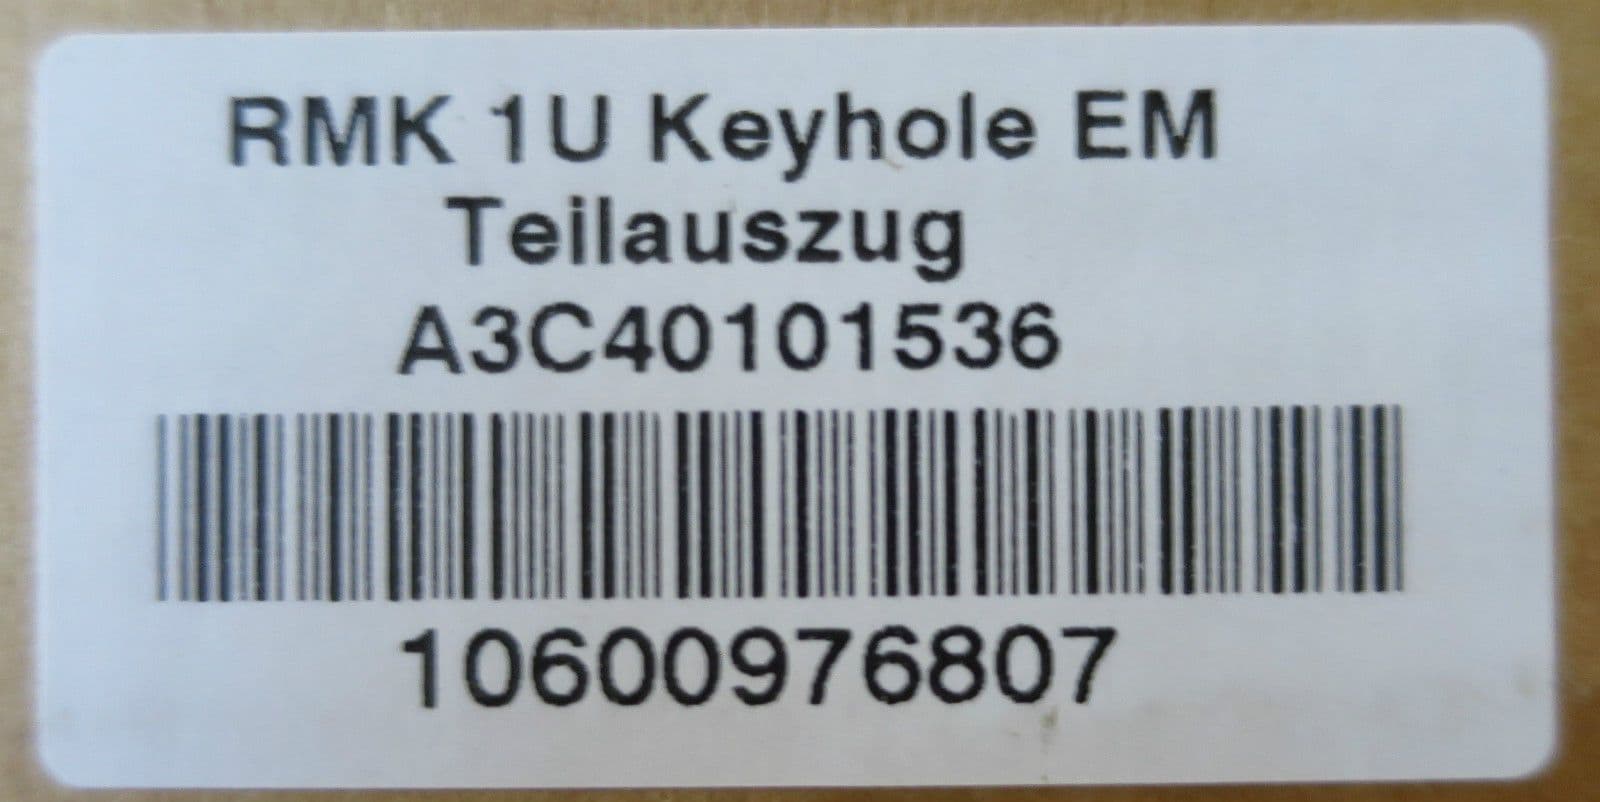 RMK 1U Keyhole EM
Teilauszug
A3C40101536
10600976807